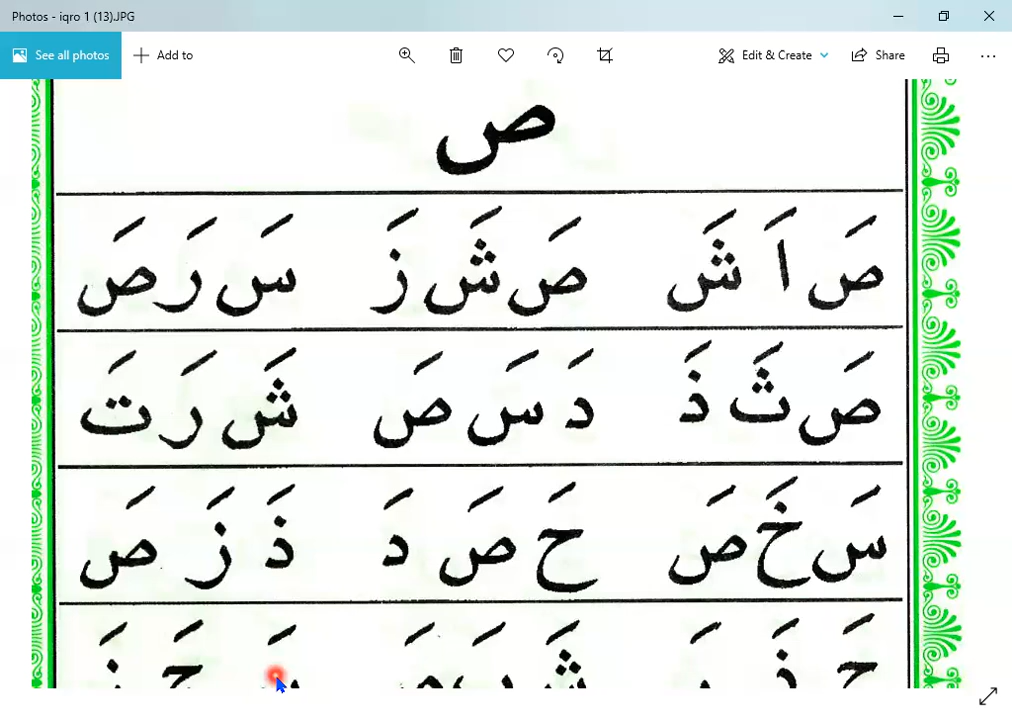 Photos - iqro 1 (13).JPG
See all photos Add to Edit & Create Share
ص
صَ اَ شَ صَ شَ زَ سَ رَ صَ
صَ ثَ ذَ دَ سَ صَ شَ رَ تَ
سَ خَ صَ حَ صَ دَ ذَ زَ صَ